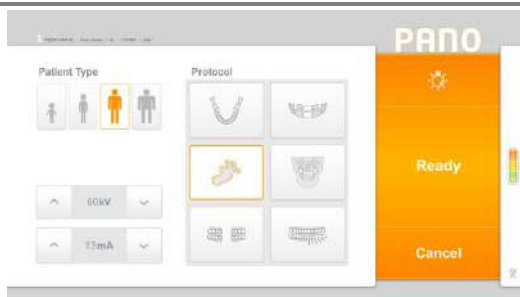 PANO
Patient Type
Protocol
Ready
60kV
12mA
Cancel